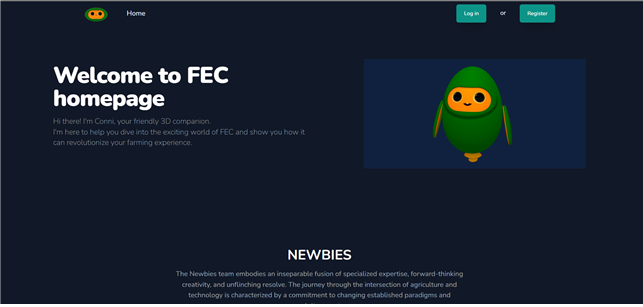 Home
Log in
or
Register
Welcome to FEC
homepage
Hi there! I'm Conni, your friendly 3D companion.
I'm here to help you dive into the exciting world of FEC and show you how it
can revolutionize your farming experience.
NEWBIES
The Newbies team embodies an inseparable fusion of specialized expertise, forward-thinking
creativity, and unflinching resolve. The journey through the intersection of agriculture and
technology is characterized by a commitment to changing established paradigms and